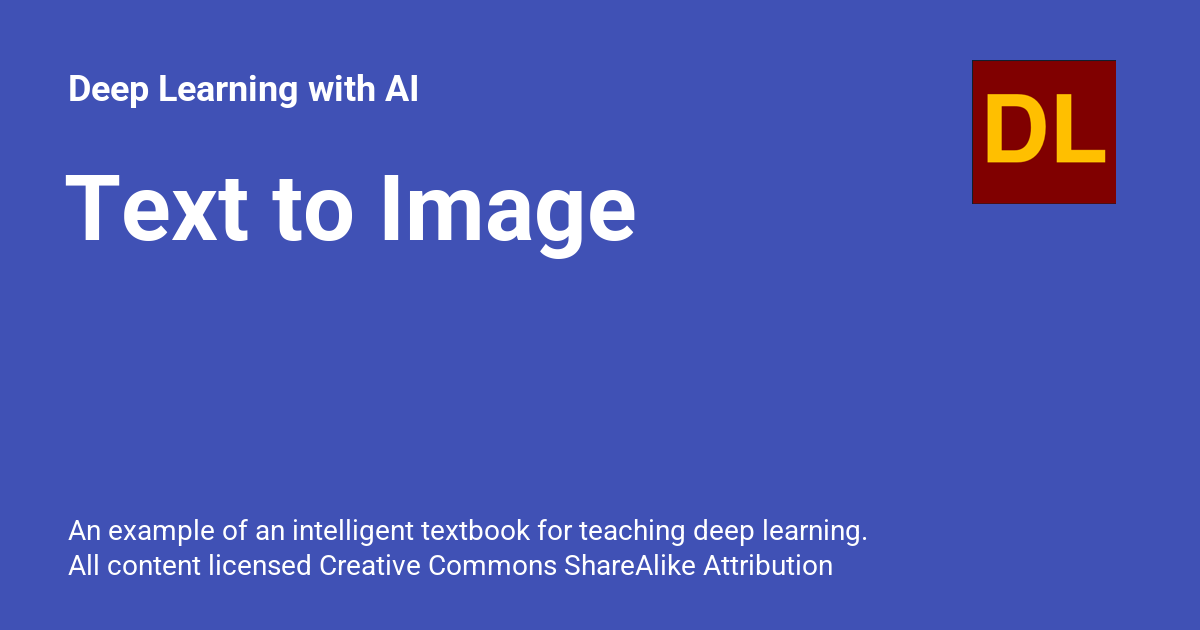 Deep Learning with AI
DL
Text to Image
An example of an intelligent textbook for teaching deep learning.
All content licensed Creative Commons ShareAlike Attribution